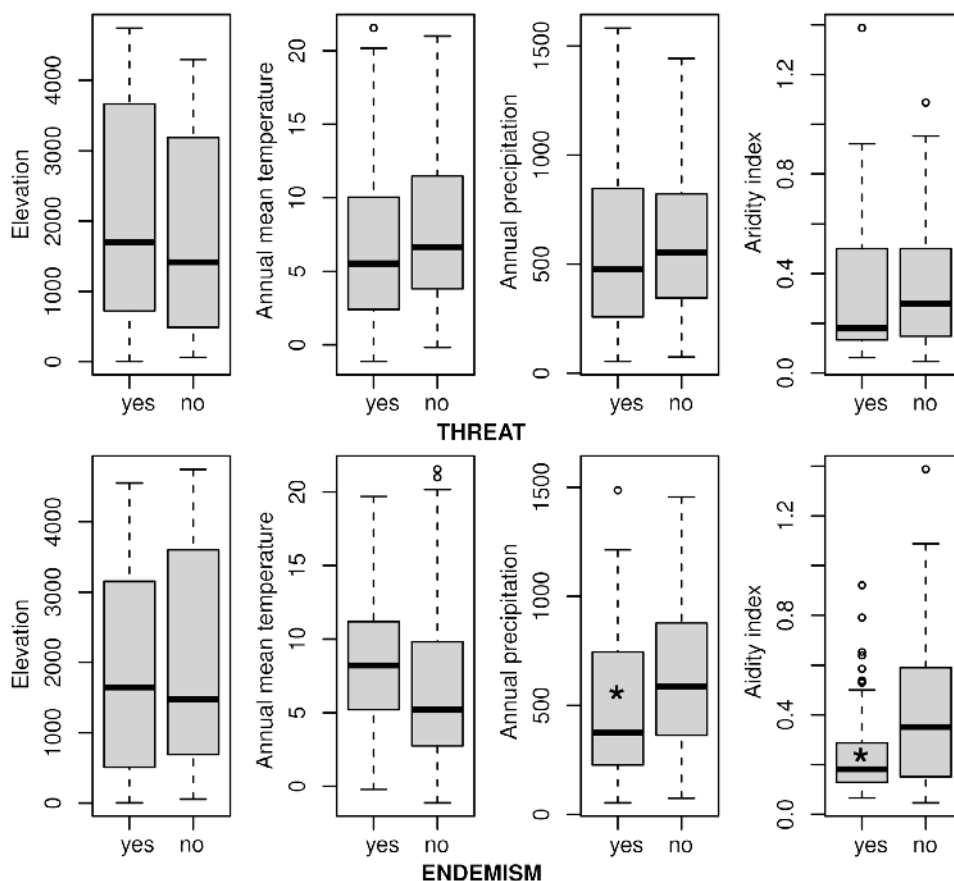 Elevation
0 1000 2000 3000 4000
yes no
Annual mean temperature
0 5 10 15 20
yes no
Annual precipitation
0 500 1000 1500
yes no
Aridity index
0.0 0.4 0.8 1.2
yes no
THREAT
Elevation
0 1000 2000 3000 4000
yes no
Annual mean temperature
0 5 10 15 20
yes no
Annual precipitation
0 500 1000 1500
*
yes no
Aidity index
0.0 0.4 0.8 1.2
*
yes no
ENDEMISM